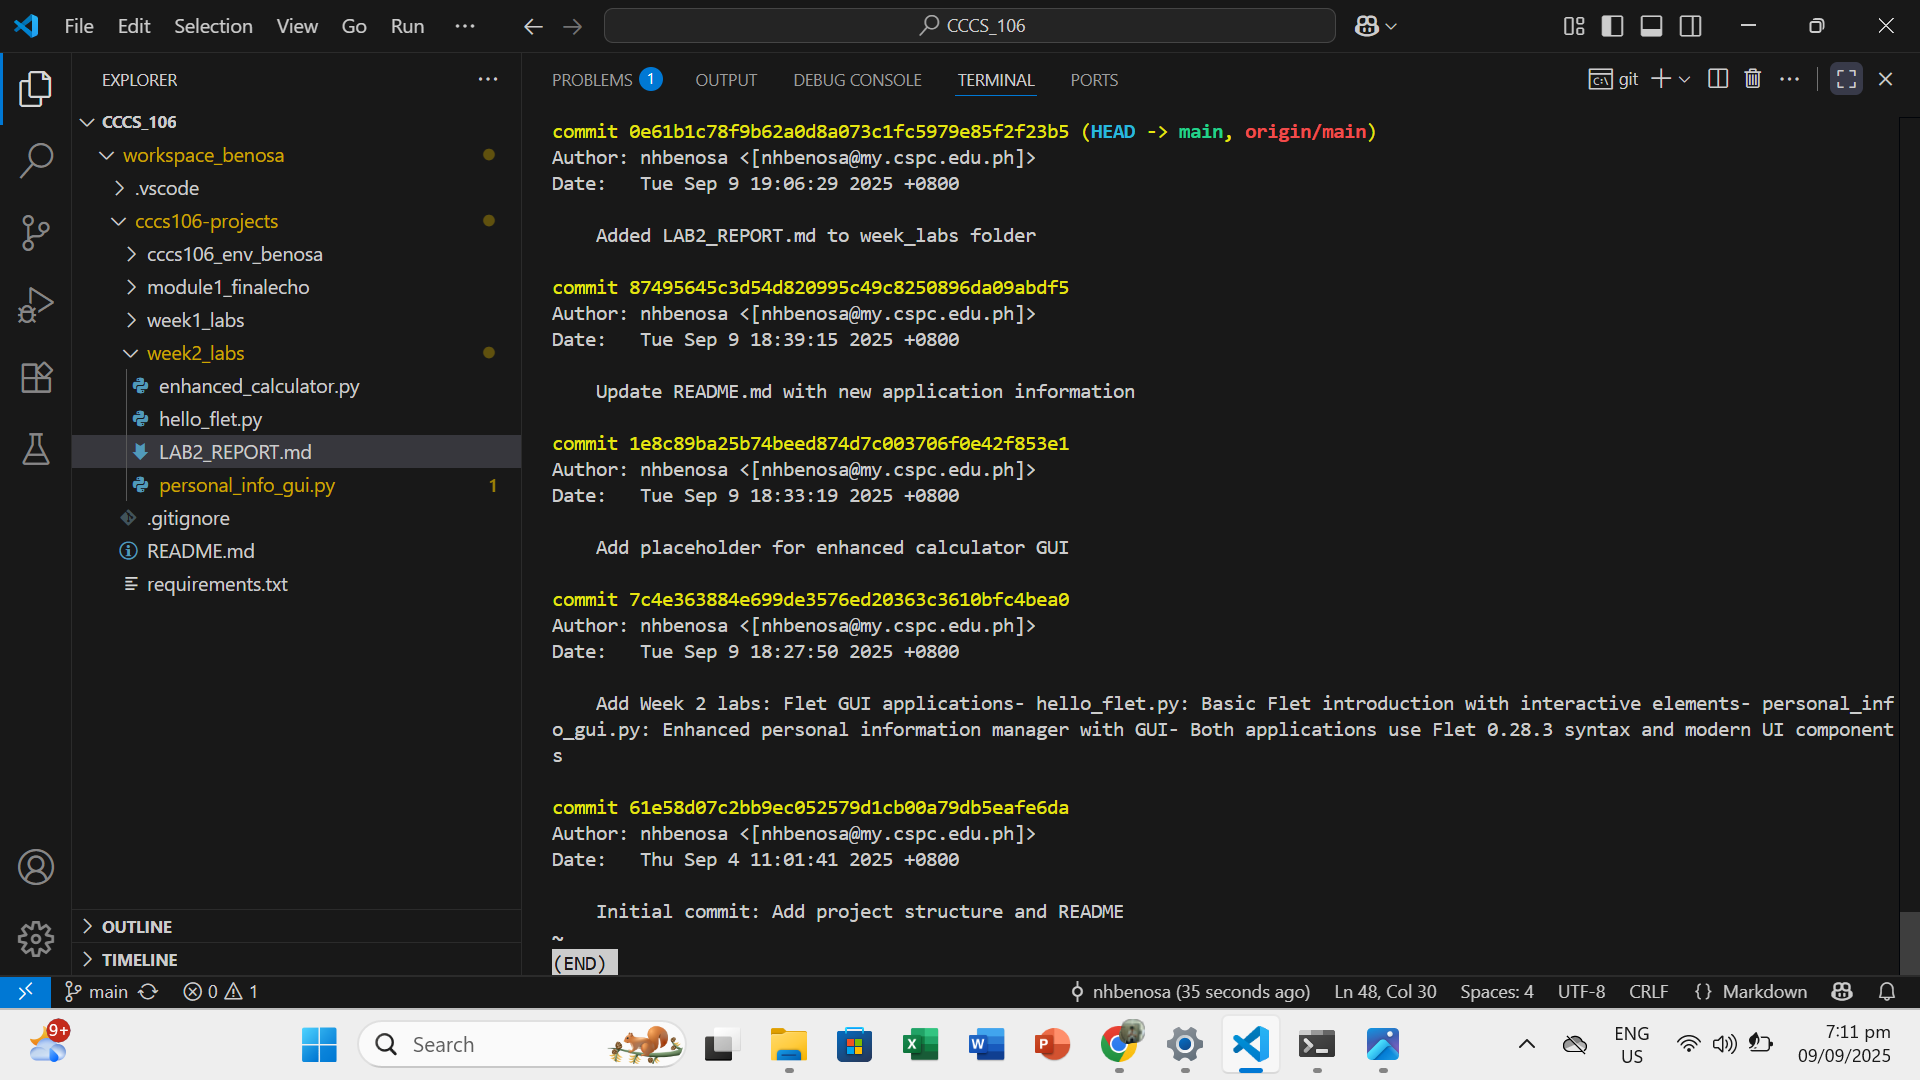 File Edit Selection View Go Run ...
CCCS_106
EXPLORER
CCCS_106
workspace_benosa
.vscode
cccs106-projects
cccs106_env_benosa
module1_finalecho
week1_labs
week2_labs
enhanced_calculator.py
hello_flet.py
LAB2_REPORT.md
personal_info_gui.py 1
.gitignore
README.md
requirements.txt
OUTLINE
TIMELINE
PROBLEMS 1 OUTPUT DEBUG CONSOLE TERMINAL PORTS
git
commit 0e61b1c78f9b62a0d8a073c1fc5979e85f2f23b5 (HEAD -> main, origin/main)
Author: nhbenosa <[nhbenosa@my.cspc.edu.ph]>
Date:   Tue Sep 9 19:06:29 2025 +0800
Added LAB2_REPORT.md to week_labs folder
commit 87495645c3d54d820995c49c8250896da09abdf5
Author: nhbenosa <[nhbenosa@my.cspc.edu.ph]>
Date:   Tue Sep 9 18:39:15 2025 +0800
Update README.md with new application information
commit 1e8c89ba25b74beed874d7c003706f0e42f853e1
Author: nhbenosa <[nhbenosa@my.cspc.edu.ph]>
Date:   Tue Sep 9 18:33:19 2025 +0800
Add placeholder for enhanced calculator GUI
commit 7c4e363884e699de3576ed20363c3610bfc4bea0
Author: nhbenosa <[nhbenosa@my.cspc.edu.ph]>
Date:   Tue Sep 9 18:27:50 2025 +0800
Add Week 2 labs: Flet GUI applications- hello_flet.py: Basic Flet introduction with interactive elements- personal_inf
o_gui.py: Enhanced personal information manager with GUI- Both applications use Flet 0.28.3 syntax and modern UI component
s
commit 61e58d07c2bb9ec052579d1cb00a79db5eafe6da
Author: nhbenosa <[nhbenosa@my.cspc.edu.ph]>
Date:   Thu Sep 4 11:01:41 2025 +0800
Initial commit: Add project structure and README
~
(END)
main 0 1 nhbenosa (35 seconds ago) Ln 48, Col 30 Spaces: 4 UTF-8 CRLF {} Markdown
9+
Search
ENG
US
7:11 pm
09/09/2025